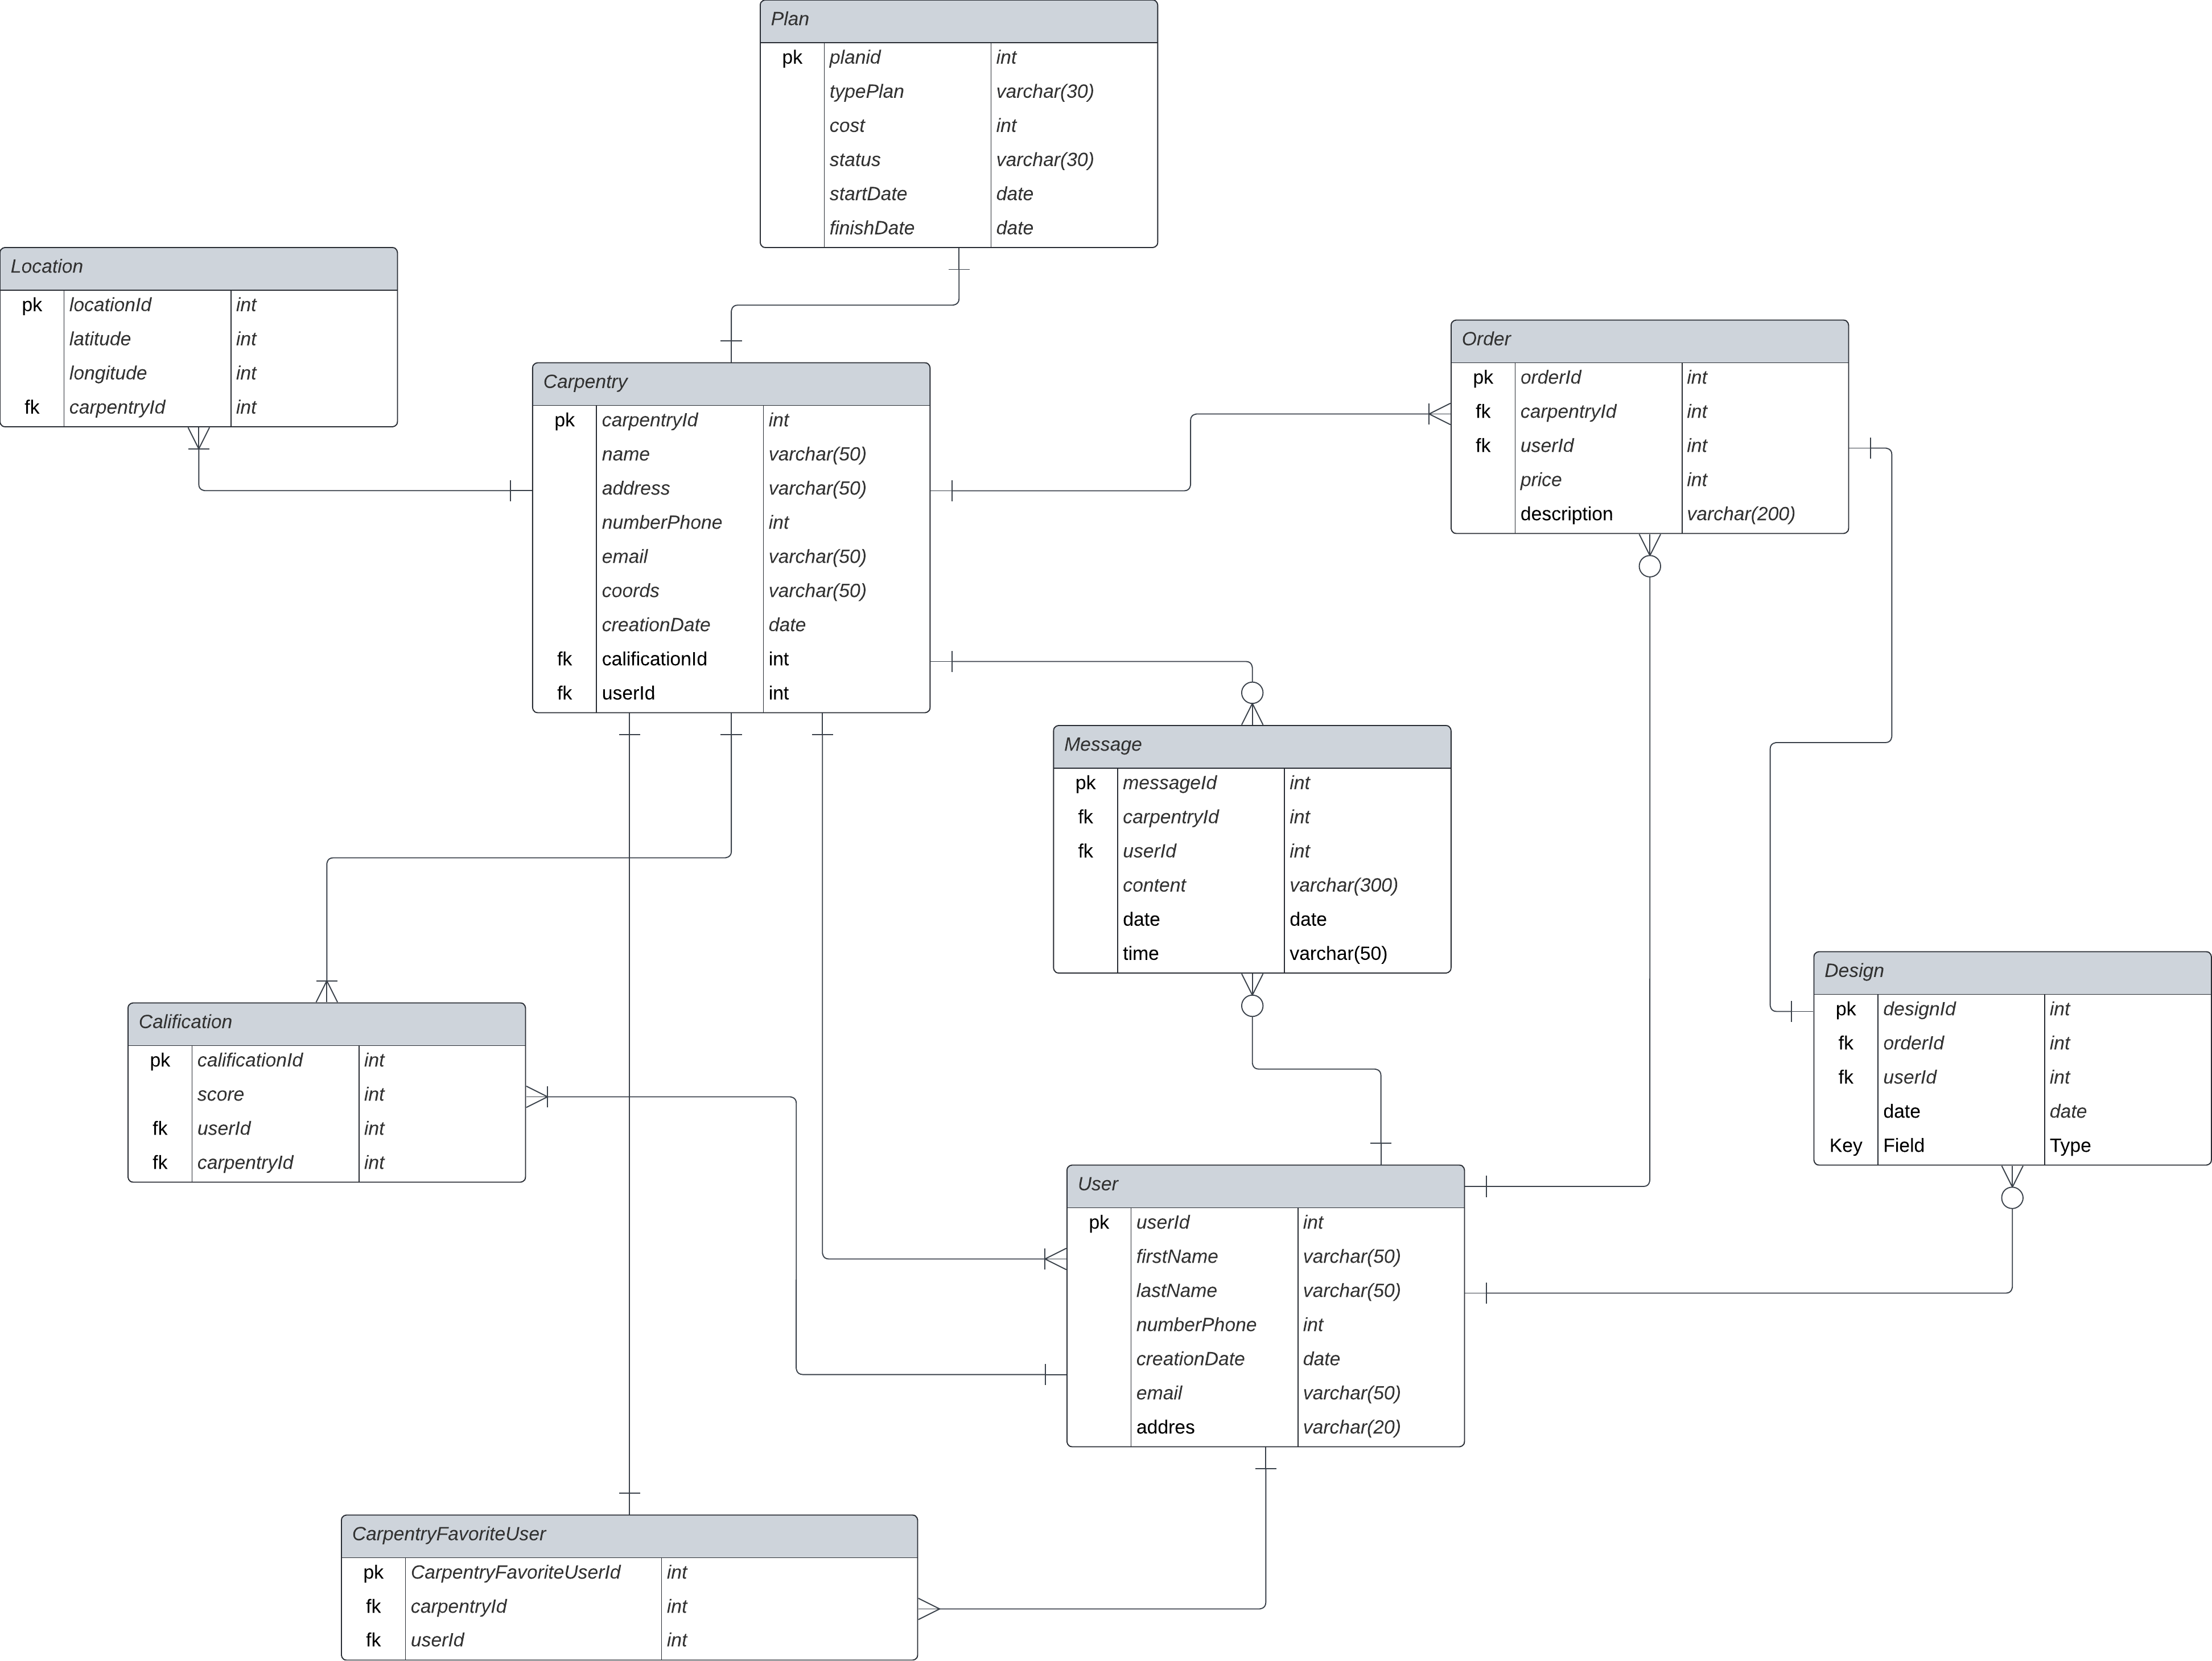 Plan
pk planid int
typePlan varchar(30)
cost int
status varchar(30)
startDate date
finishDate date
Location
pk locationId int
latitude int
longitude int
fk carpentryId int
Carpentry
pk carpentryId int
name varchar(50)
address varchar(50)
numberPhone int
email varchar(50)
coords varchar(50)
creationDate date
fk calificationId int
fk userId int
Order
pk orderId int
fk carpentryId int
fk userId int
price int
description varchar(200)
Message
pk messageId int
fk carpentryId int
fk userId int
content varchar(300)
date date
time varchar(50)
Design
pk designId int
fk orderId int
fk userId int
date date
Key Field Type
Calification
pk calificationId int
score int
fk userId int
fk carpentryId int
User
pk userId int
firstName varchar(50)
lastName varchar(50)
numberPhone int
creationDate date
email varchar(50)
addres varchar(20)
CarpentryFavoriteUser
pk CarpentryFavoriteUserId int
fk carpentryId int
fk userId int